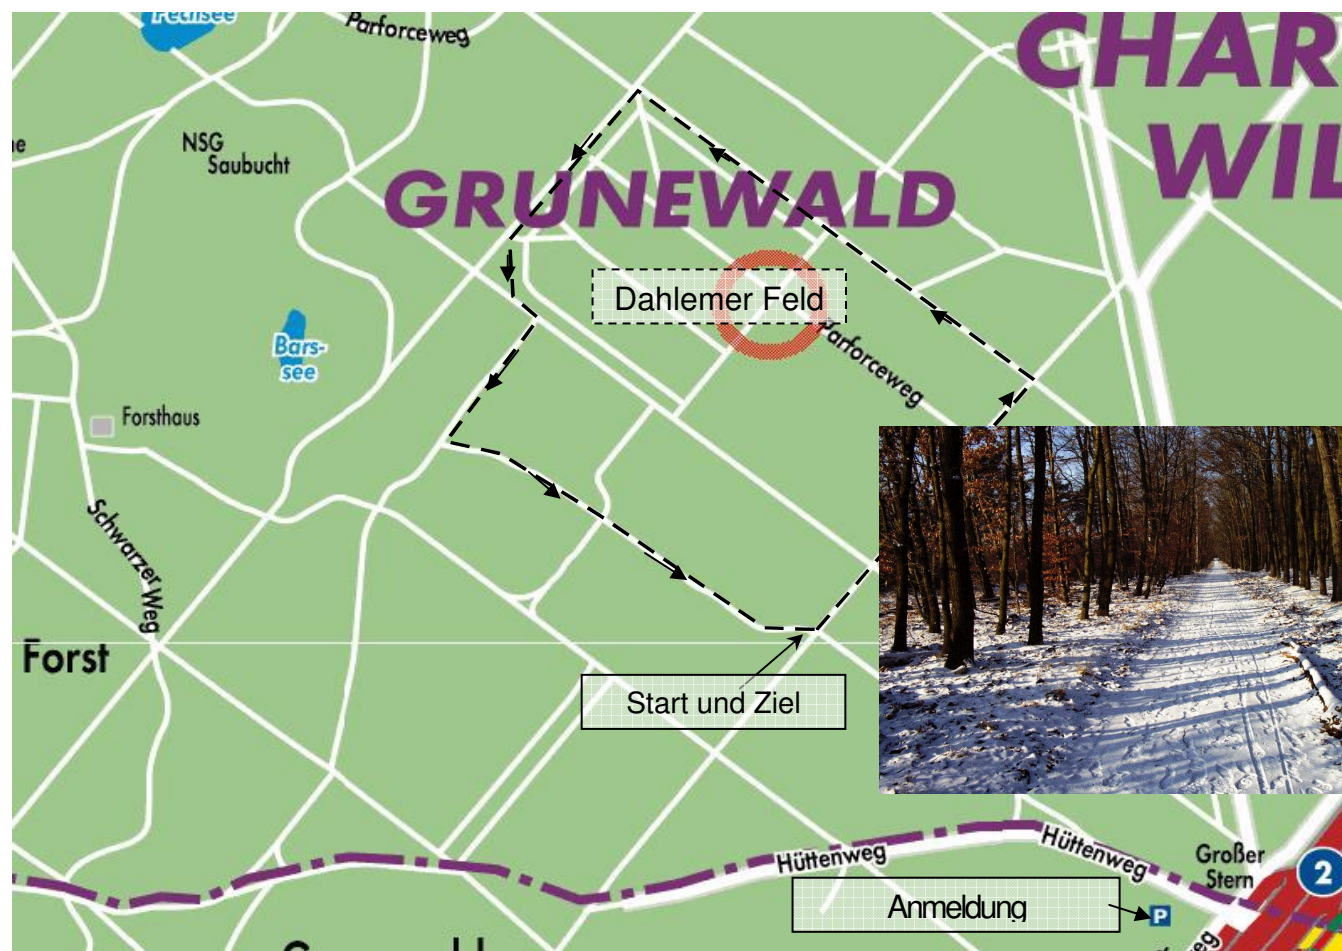 Pechsee
Parforceweg
CHAR
WIL
NSG
Saubucht
GRUNEWALD
Dahlemer Feld
Parforceweg
Bars-
see
Forsthaus
Schwarzer Weg
Forst
Start und Ziel
Hüttenweg
Hüttenweg
Großer
Stern
2
Anmeldung
P